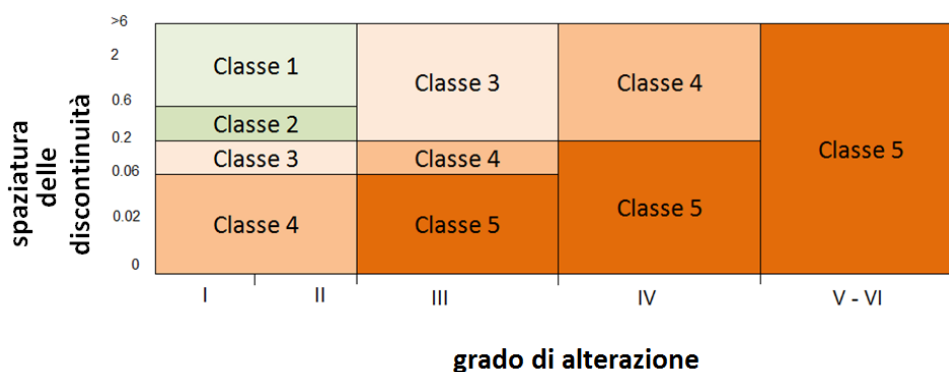 >6
2
0.6
0.2
0.06
0.02
0
spaziatura
delle
discontinuità
Classe 1
Classe 2
Classe 3
Classe 4
Classe 3
Classe 4
Classe 5
Classe 4
Classe 5
Classe 5
I
II
III
IV
V - VI
grado di alterazione